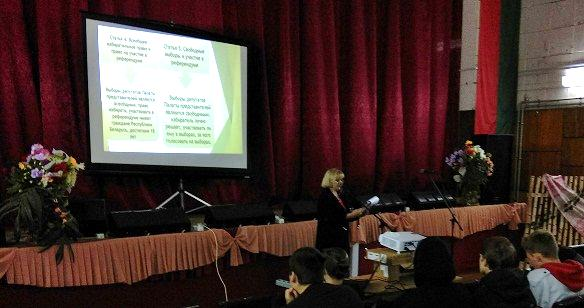 Статья 4. Всеобщее
избирательное право и
право на участие в
референдуме
Статья 5. Свободные
выборы и участие в
референдуме
Выборы депутатов Палаты
представителей являются
всеобщими: право
избирать, участвовать в
референдуме имеют
граждане Республики
Беларусь, достигшие 18
лет
Выборы депутатов
Палаты представителей
являются свободными:
избиратель лично
решает, участвовать ли
ему в выборах, за кого
голосовать на выборах.